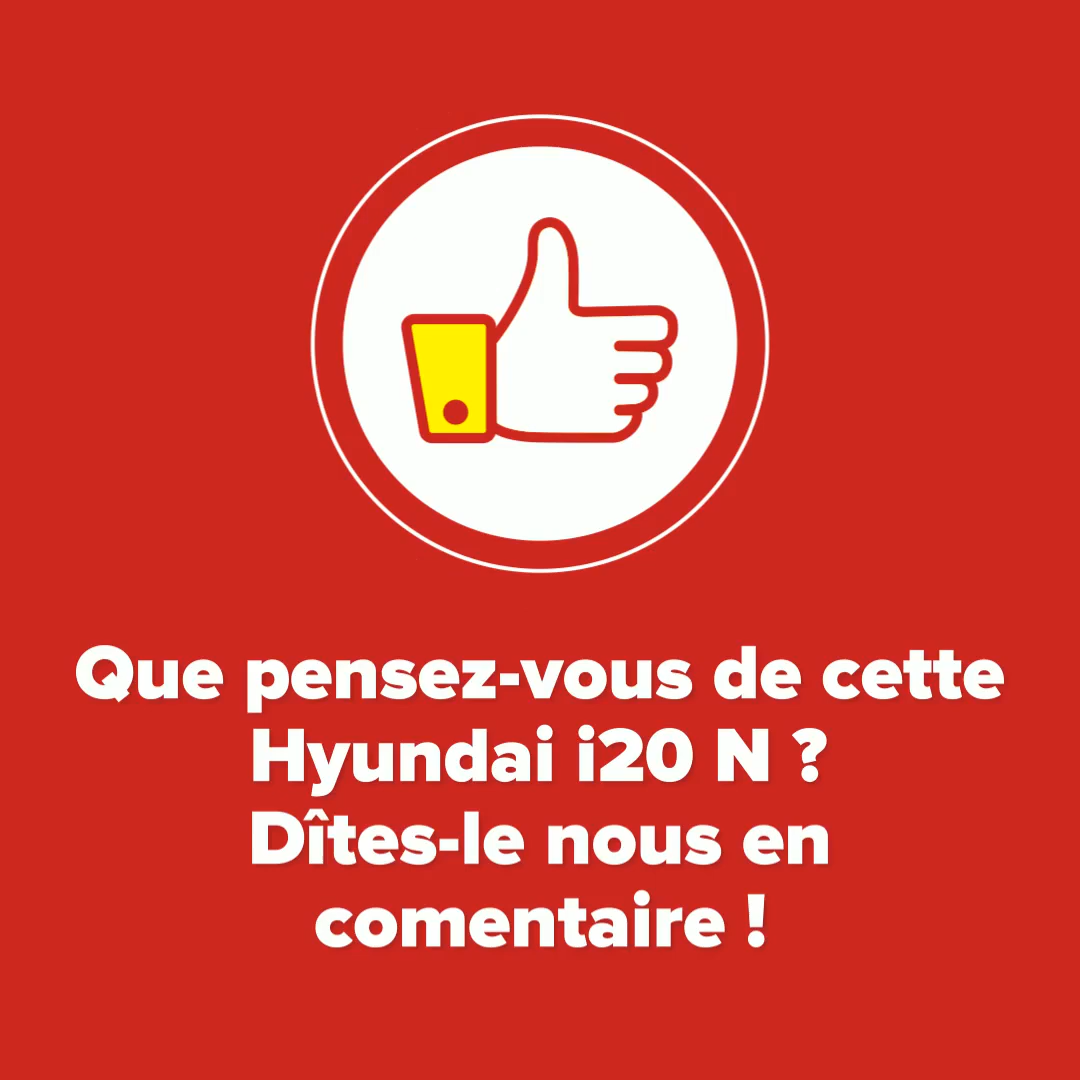 Que pensez-vous de cette
Hyundai i20 N ?
Dîtes-le nous en
comentaire !